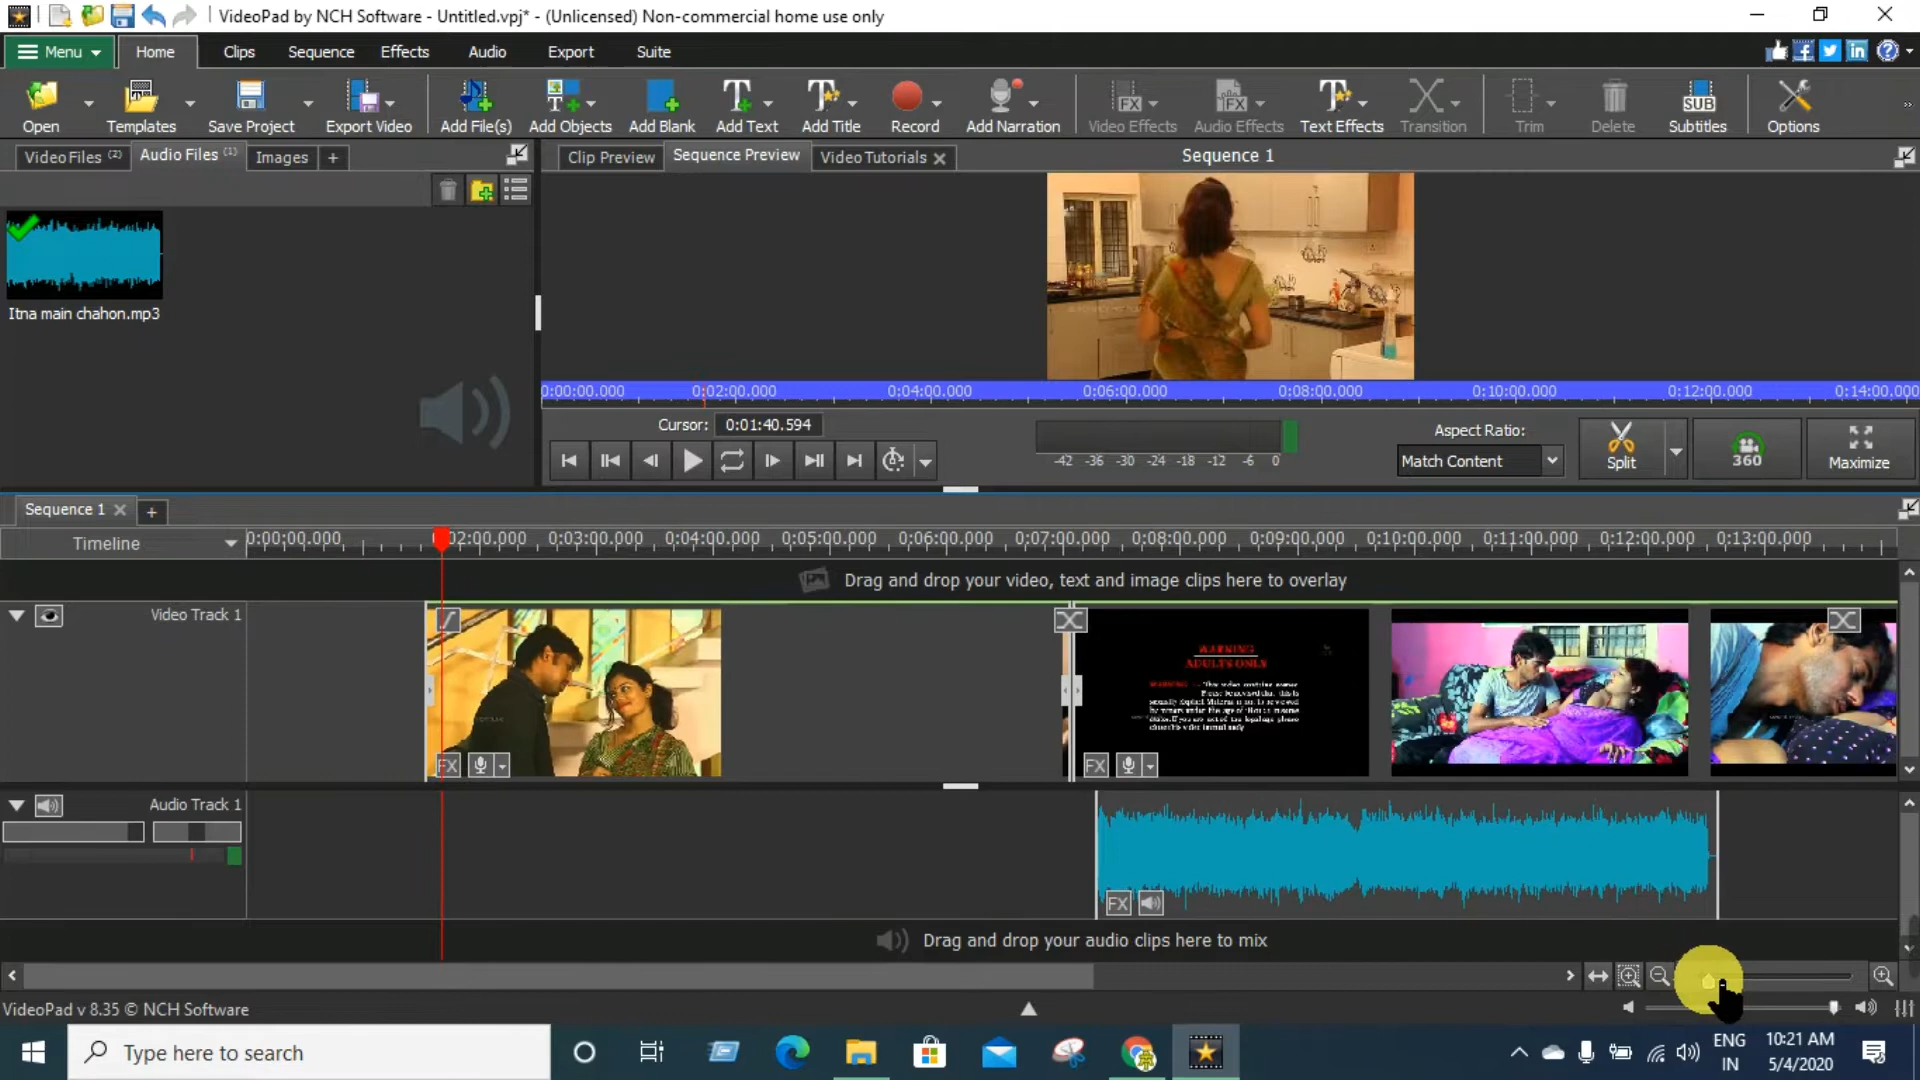 VideoPad by NCH Software - Untitled.vpj* - (Unlicensed) Non-commercial home use only
Menu Home Clips Sequence Effects Audio Export Suite
Open Templates Save Project Export Video Add File(s) Add Objects Add Blank Add Text Add Title Record Add Narration Video Effects Audio Effects Text Effects Transition Trim Delete Subtitles Options
Video Files (2) Audio Files (1) Images +
Clip Preview Sequence Preview Video Tutorials Sequence 1
Itna main chahon.mp3
0:00:00.000 0:02:00.000 0:04:00.000 0:06:00.000 0:08:00.000 0:10:00.000 0:12:00.000 0:14:00.000
Cursor: 0:01:40.594
-42 -36 -30 -24 -18 -12 -6 0
Aspect Ratio:
Match Content
Split 360 Maximize
Sequence 1 +
Timeline
0:00:00.000 02:00.000 0:03:00.000 0:04:00.000 0:05:00.000 0:06:00.000 0:07:00.000 0:08:00.000 0:09:00.000 0:10:00.000 0:11:00.000 0:12:00.000 0:13:00.000
Drag and drop your video, text and image clips here to overlay
Video Track 1
WARNING
ADULTS ONLY
FX FX
Audio Track 1
FX
Drag and drop your audio clips here to mix
VideoPad v 8.35 © NCH Software
Type here to search
ENG
IN
10:21 AM
5/4/2020